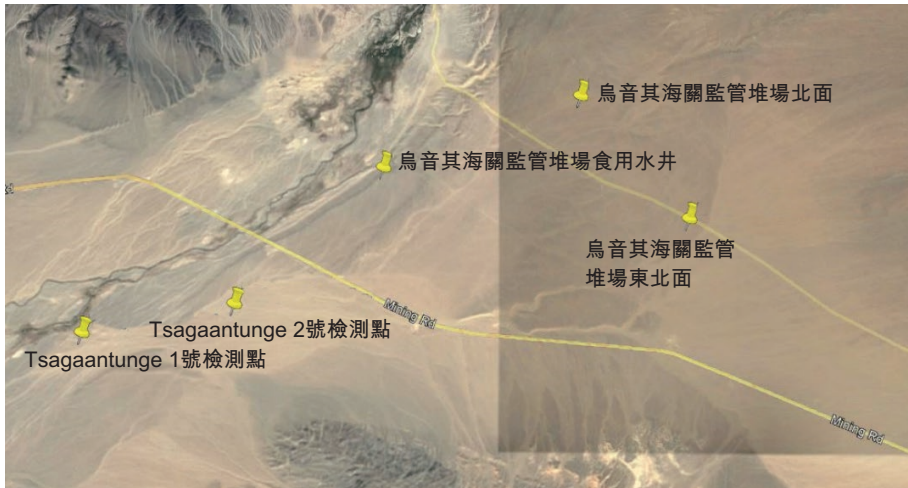 烏音其海關監管堆場北面
烏音其海關監管堆場食用水井
烏音其海關監管
堆場東北面
Mining Rd
Tsagaantunge 2號檢測點
Tsagaantunge 1號檢測點
Mining Rd